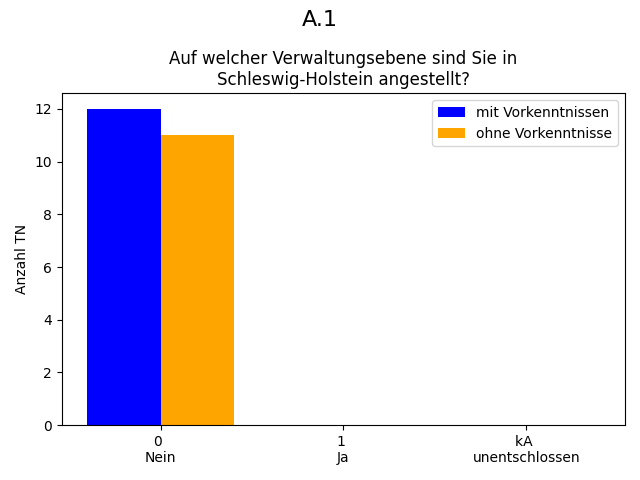 A.1
Auf welcher Verwaltungsebene sind Sie in
Schleswig-Holstein angestellt?
mit Vorkenntnissen
ohne Vorkenntnisse
Anzahl TN
12
10
8
6
4
2
0
0 1 kA
Nein Ja unentschlossen